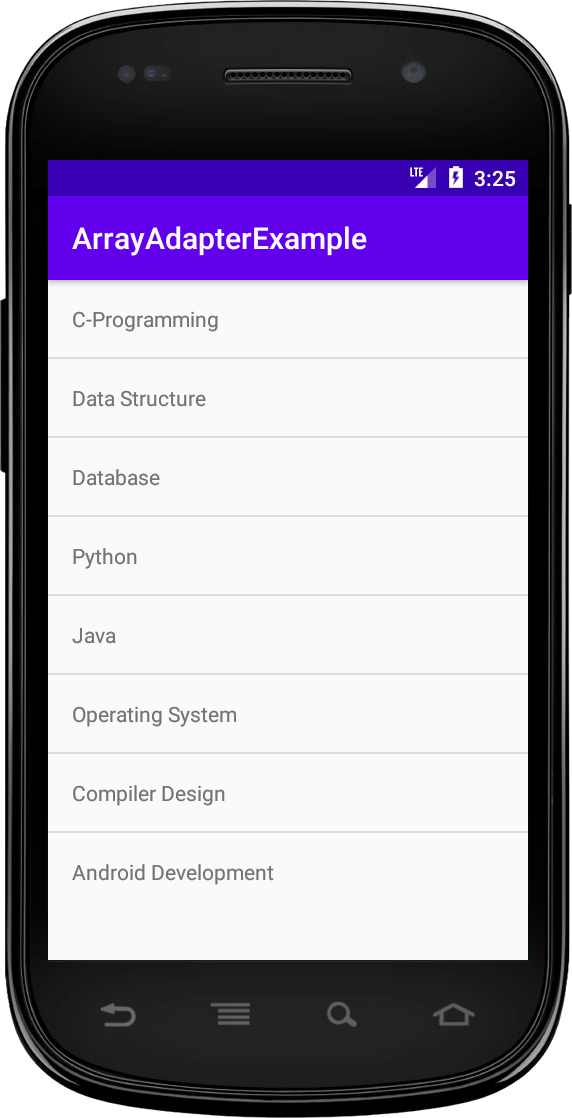 LTE 3:25
ArrayAdapterExample
C-Programming
Data Structure
Database
Python
Java
Operating System
Compiler Design
Android Development